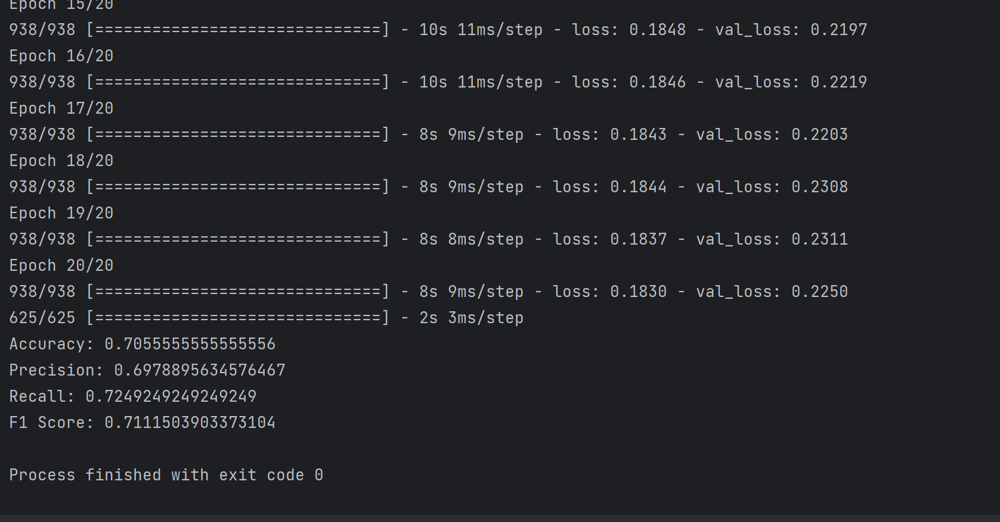 Epoch 15/20
938/938 [==============================] - 10s 11ms/step - loss: 0.1848 - val_loss: 0.2197
Epoch 16/20
938/938 [==============================] - 10s 11ms/step - loss: 0.1846 - val_loss: 0.2219
Epoch 17/20
938/938 [==============================] - 8s 9ms/step - loss: 0.1843 - val_loss: 0.2203
Epoch 18/20
938/938 [==============================] - 8s 9ms/step - loss: 0.1844 - val_loss: 0.2308
Epoch 19/20
938/938 [==============================] - 8s 8ms/step - loss: 0.1837 - val_loss: 0.2311
Epoch 20/20
938/938 [==============================] - 8s 9ms/step - loss: 0.1830 - val_loss: 0.2250
625/625 [==============================] - 2s 3ms/step
Accuracy: 0.7055555555555556
Precision: 0.6978895634576467
Recall: 0.7249249249249249
F1 Score: 0.7111503903373104
Process finished with exit code 0